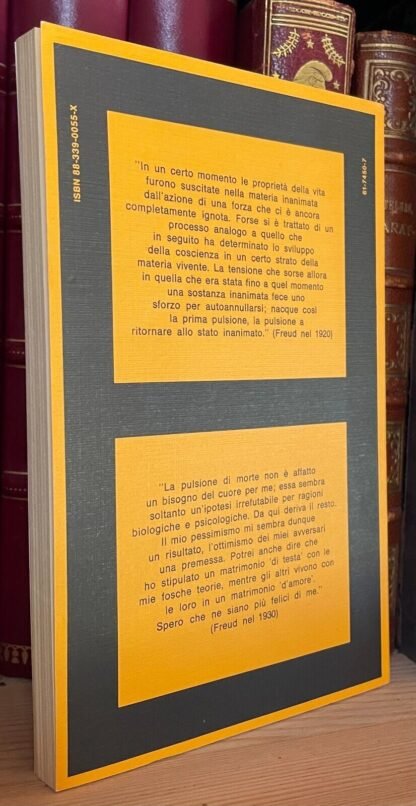 ISBN 88-339-0055-X
61-7456-7
"In un certo momento le proprietà della vita
furono suscitate nella materia inanimata
dall'azione di una forza che ci è ancora
completamente ignota. Forse si è trattato di un
processo analogo a quello che
in seguito ha determinato lo sviluppo
della coscienza in un certo strato della
materia vivente. La tensione che sorse allora
in quella che era stata fino a quel momento
una sostanza inanimata fece uno
sforzo per autoannullarsi; nacque così
la prima pulsione, la pulsione a
ritornare allo stato inanimato." (Freud nel 1920)
"La pulsione di morte non è affatto
un bisogno del cuore per me; essa sembra
soltanto un'ipotesi irrefutabile per ragioni
biologiche e psicologiche. Da qui deriva il resto.
Il mio pessimismo mi sembra dunque
un risultato, l'ottimismo dei miei avversari
una premessa. Potrei anche dire che
ho stipulato un matrimonio 'di testa' con le
mie fosche teorie, mentre gli altri vivono con
le loro in un matrimonio 'd'amore'.
Spero che ne siano più felici di me."
(Freud nel 1930)